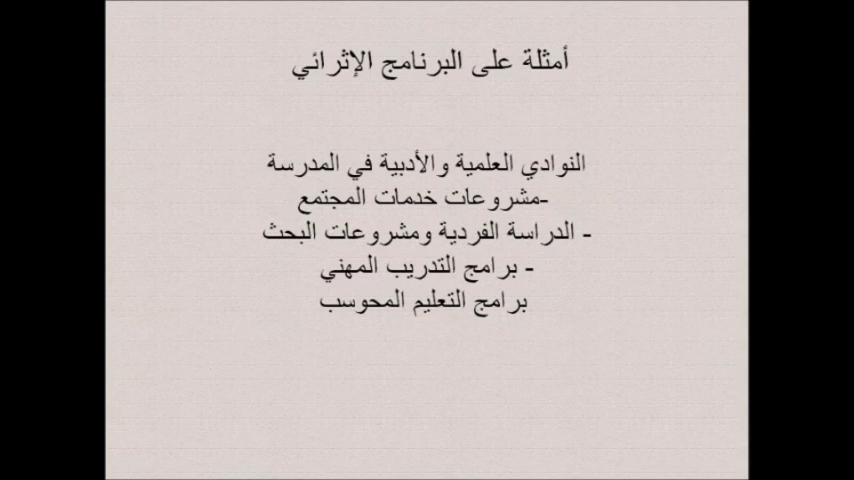 أمثلة على البرنامج الإثرائي
النوادي العلمية والأدبية في المدرسة
-مشروعات خدمات المجتمع
- الدراسة الفردية ومشروعات البحث
- برامج التدريب المهني
برامج التعليم المحوسب